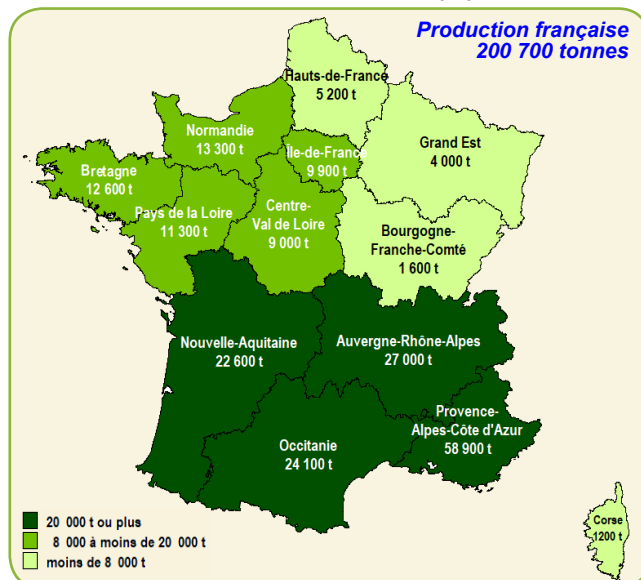 Production française
200 700 tonnes
Hauts-de-France
5 200 t
Normandie
13 300 t
Île-de-France
9 900 t
Grand Est
4 000 t
Bretagne
12 600 t
Pays de la Loire
11 300 t
Centre-
Val de Loire
9 000 t
Bourgogne-
Franche-Comté
1 600 t
Nouvelle-Aquitaine
22 600 t
Auvergne-Rhône-Alpes
27 000 t
Provence-
Alpes-Côte d'Azur
58 900 t
Occitanie
24 100 t
Corse
1200 t
20 000 t ou plus
8 000 à moins de 20 000 t
moins de 8 000 t